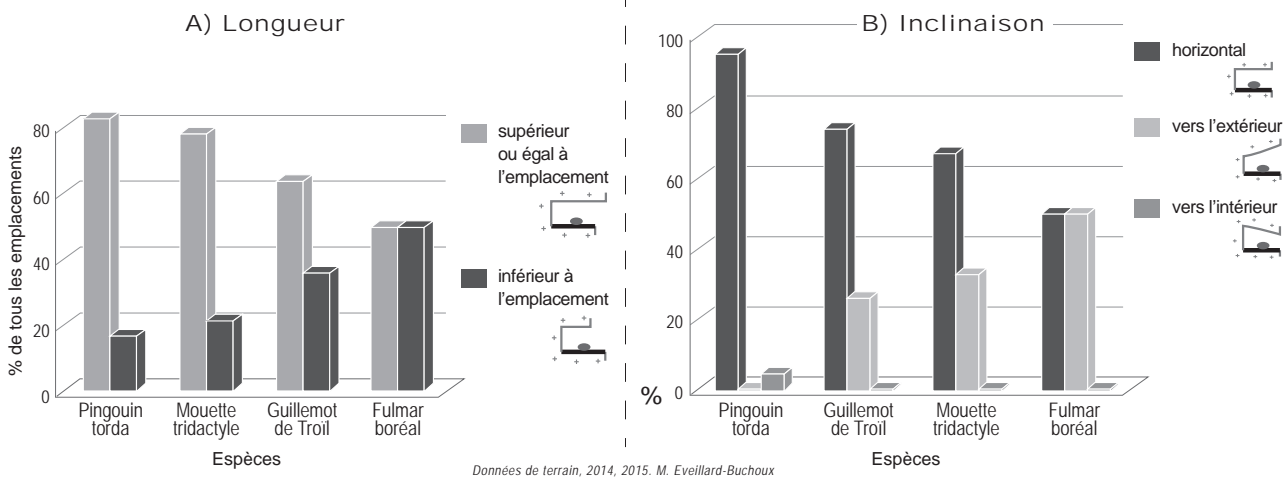 A) Longueur
% de tous les emplacements
80
60
40
20
0
Pingouin
torda
Mouette
tridactyle
Guillemot
de Troïl
Fulmar
boréal
Espèces
supérieur
ou égal à
l'emplacement
inférieur à
l'emplacement
B) Inclinaison
100
80
60
40
20
0
%
Pingouin
torda
Guillemot
de Troïl
Mouette
tridactyle
Fulmar
boréal
Espèces
horizontal
vers l'extérieur
vers l'intérieur
Données de terrain, 2014, 2015. M. Eveillard-Buchoux